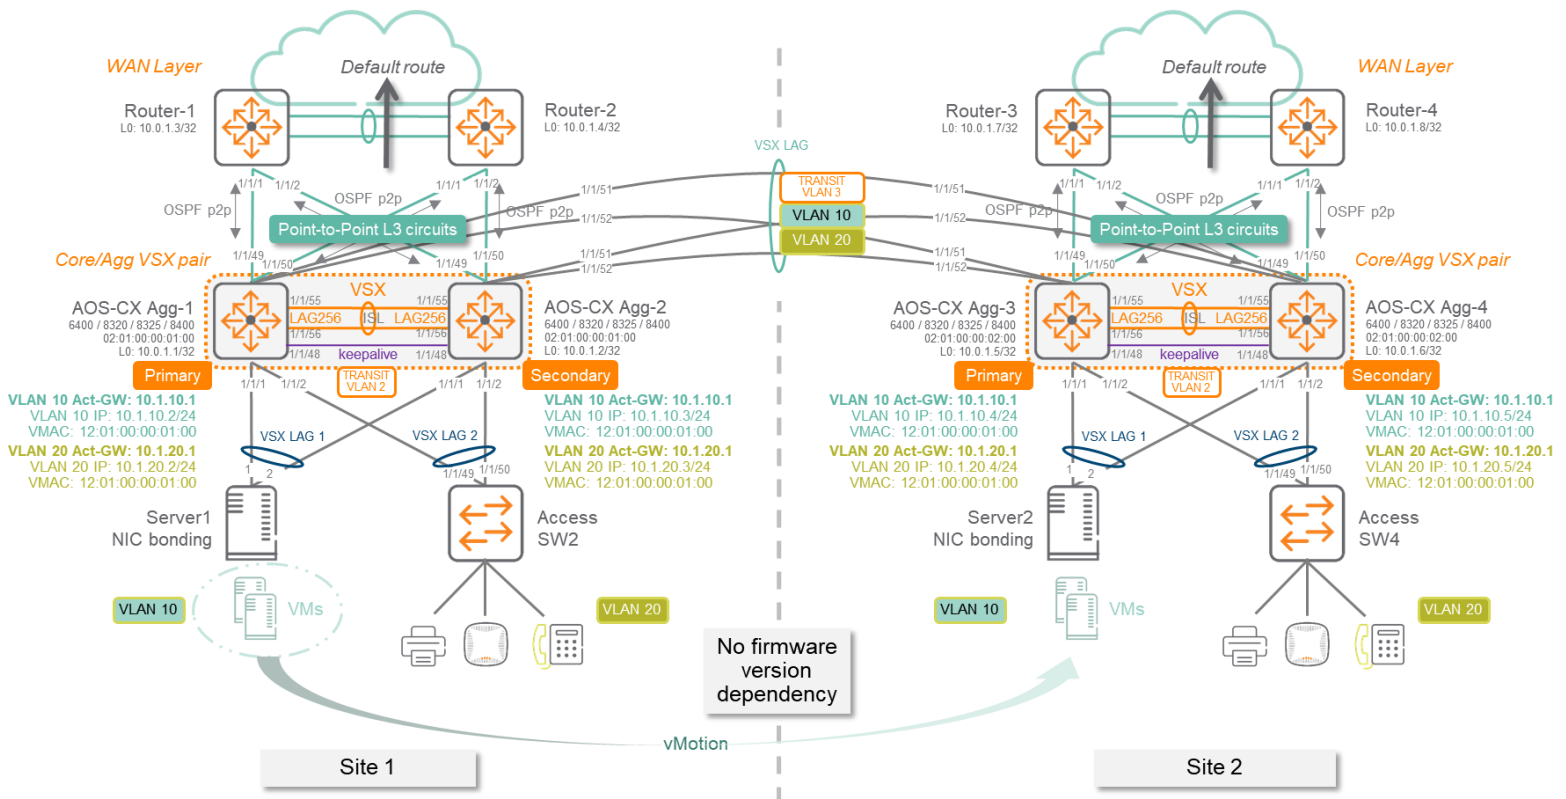 WAN Layer
Default route
Router-1
L0: 10.0.1.3/32
Router-2
L0: 10.0.1.4/32
1/1/1
1/1/2
1/1/1
1/1/2
OSPF p2p
OSPF p2p
OSPF p2p
OSPF p2p
Point-to-Point L3 circuits
1/1/49
1/1/50
1/1/49
1/1/50
Core/Agg VSX pair
VSX
AOS-CX Agg-1
6400 / 8320 / 8325 / 8400
02:01:00:00:01:00
L0: 10.0.1.1/32
Primary
1/1/55
1/1/55
LAG256
ISL
LAG256
1/1/56
1/1/56
keepalive
1/1/48
1/1/48
TRANSIT
VLAN 2
AOS-CX Agg-2
6400 / 8320 / 8325 / 8400
02:01:00:00:01:00
L0: 10.0.1.2/32
Secondary
1/1/1
1/1/2
1/1/1
1/1/2
VLAN 10 Act-GW: 10.1.10.1
VLAN 10 IP: 10.1.10.2/24
VMAC: 12:01:00:00:01:00
VLAN 20 Act-GW: 10.1.20.1
VLAN 20 IP: 10.1.20.2/24
VMAC: 12:01:00:00:01:00
VLAN 10 Act-GW: 10.1.10.1
VLAN 10 IP: 10.1.10.3/24
VMAC: 12:01:00:00:01:00
VLAN 20 Act-GW: 10.1.20.1
VLAN 20 IP: 10.1.20.3/24
VMAC: 12:01:00:00:01:00
VSX LAG 1
VSX LAG 2
1
2
1/1/49
1/1/50
Server1
NIC bonding
Access
SW2
VLAN 10
VMs
VLAN 20
Site 1
VSX LAG
TRANSIT
VLAN 3
VLAN 10
VLAN 20
1/1/51
1/1/52
1/1/51
1/1/52
1/1/51
1/1/52
1/1/51
1/1/52
No firmware
version
dependency
vMotion
Default route
WAN Layer
Router-3
L0: 10.0.1.7/32
Router-4
L0: 10.0.1.8/32
1/1/1
1/1/2
1/1/1
1/1/2
OSPF p2p
OSPF p2p
OSPF p2p
OSPF p2p
Point-to-Point L3 circuits
1/1/49
1/1/50
1/1/49
1/1/50
Core/Agg VSX pair
VSX
AOS-CX Agg-3
6400 / 8320 / 8325 / 8400
02:01:00:00:02:00
L0: 10.0.1.5/32
Primary
1/1/55
1/1/55
LAG256
ISL
LAG256
1/1/56
1/1/56
keepalive
1/1/48
1/1/48
TRANSIT
VLAN 2
AOS-CX Agg-4
6400 / 8320 / 8325 / 8400
02:01:00:00:02:00
L0: 10.0.1.6/32
Secondary
1/1/1
1/1/2
1/1/1
1/1/2
VLAN 10 Act-GW: 10.1.10.1
VLAN 10 IP: 10.1.10.4/24
VMAC: 12:01:00:00:01:00
VLAN 20 Act-GW: 10.1.20.1
VLAN 20 IP: 10.1.20.4/24
VMAC: 12:01:00:00:01:00
VLAN 10 Act-GW: 10.1.10.1
VLAN 10 IP: 10.1.10.5/24
VMAC: 12:01:00:00:01:00
VLAN 20 Act-GW: 10.1.20.1
VLAN 20 IP: 10.1.20.5/24
VMAC: 12:01:00:00:01:00
VSX LAG 1
VSX LAG 2
1
2
1/1/49
1/1/50
Server2
NIC bonding
Access
SW4
VLAN 10
VMs
VLAN 20
Site 2